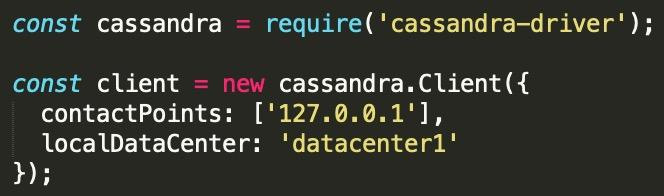 const cassandra = require('cassandra-driver');
const client = new cassandra.Client({
  contactPoints: ['127.0.0.1'],
  localDataCenter: 'datacenter1'
});